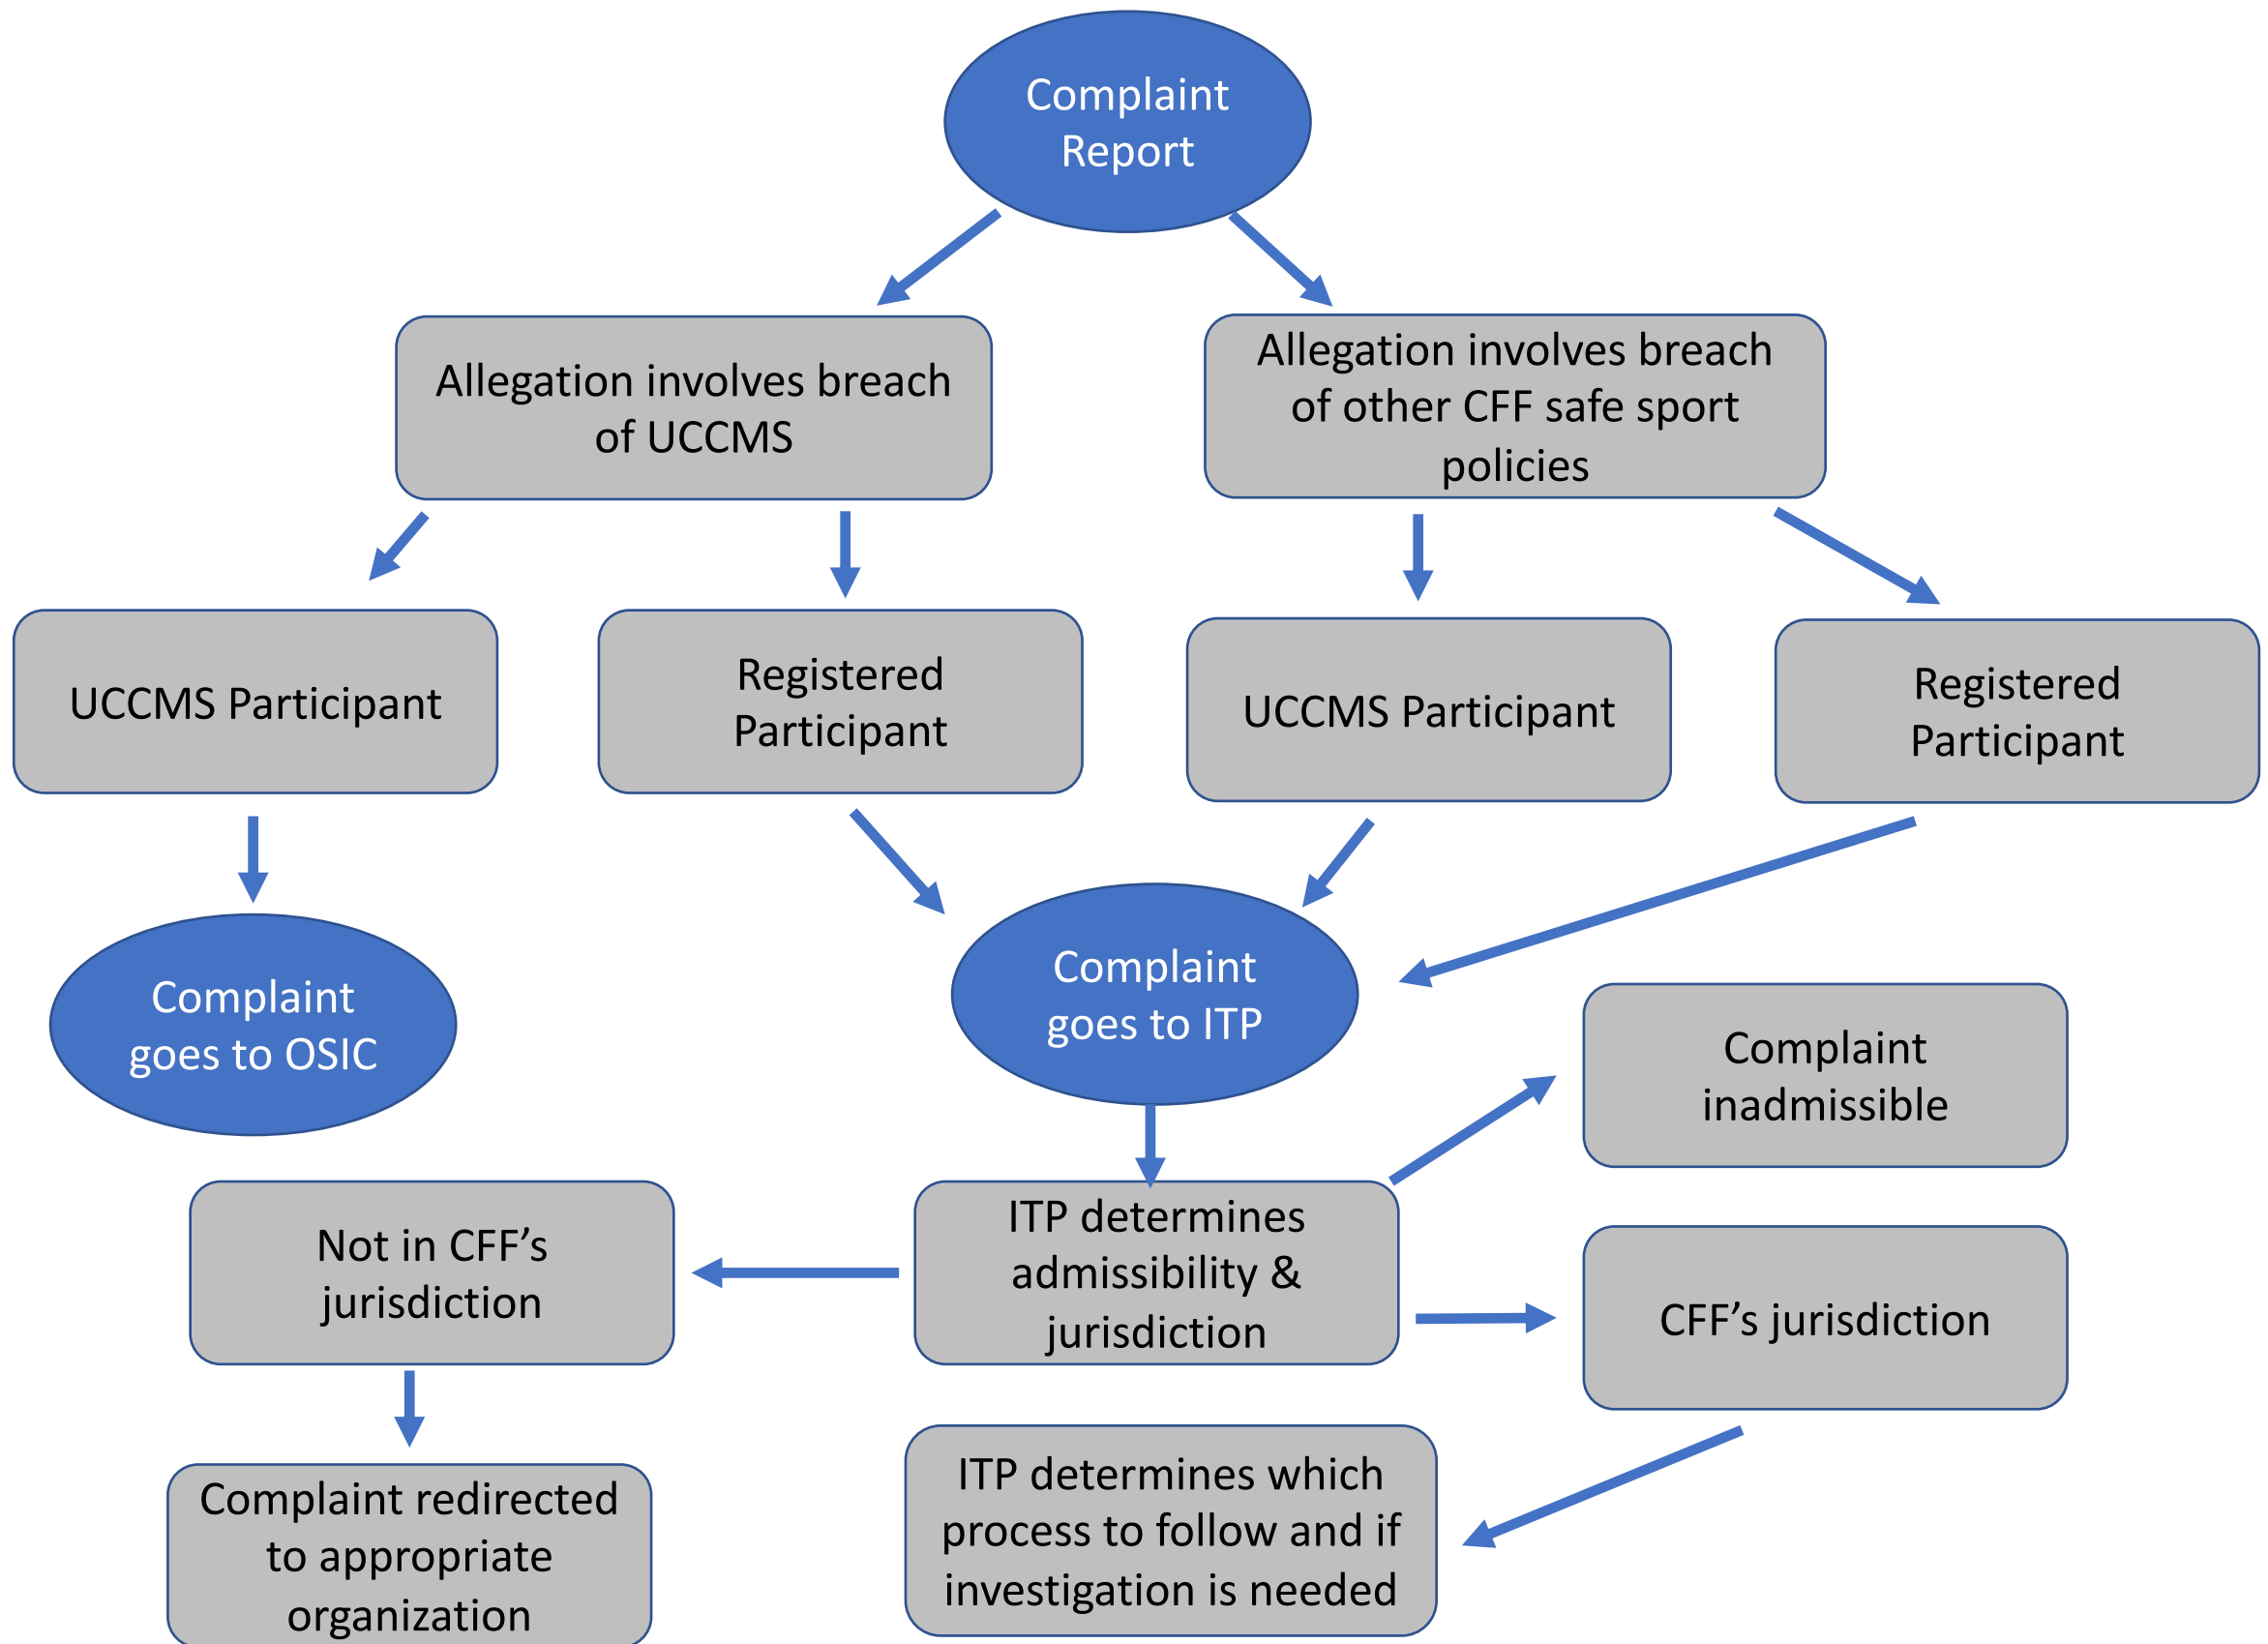 Complaint
Report
Allegation involves breach
of UCCMS
Allegation involves breach
of other CFF safe sport
policies
UCCMS Participant
Registered
Participant
UCCMS Participant
Registered
Participant
Complaint
goes to OSIC
Complaint
goes to ITP
Complaint
inadmissible
Not in CFF’s
jurisdiction
ITP determines
admissibility &
jurisdiction
CFF’s jurisdiction
Complaint redirected
to appropriate
organization
ITP determines which
process to follow and if
investigation is needed